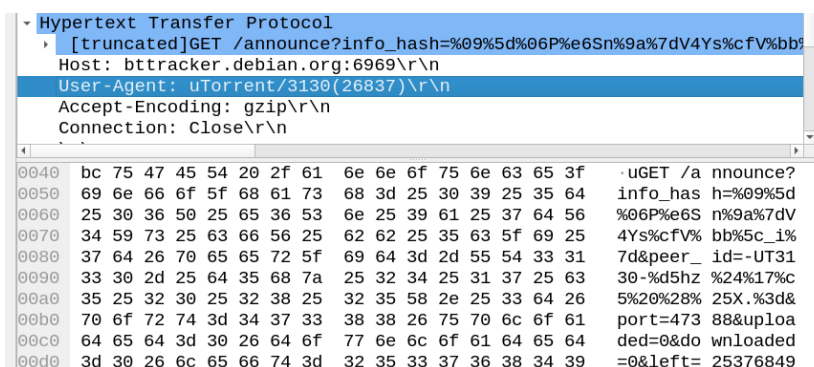 Hypertext Transfer Protocol
[truncated]GET /announce?info_hash=%09%5d%06P%e6Sn%9a%7dV4Ys%cfV%bb%
Host: bttracker.debian.org:6969\r\n
User-Agent: uTorrent/3130(26837)\r\n
Accept-Encoding: gzip\r\n
Connection: Close\r\n
0040 bc 75 47 45 54 20 2f 61 6e 6e 6f 75 6e 63 65 3f ·uGET /a nnounce?
0050 69 6e 66 6f 5f 68 61 73 68 3d 25 30 39 25 35 64 info_has h=%09%5d
0060 25 30 36 50 25 65 36 53 6e 25 39 61 25 37 64 56 %06P%e6S n%9a%7dV
0070 34 59 73 25 63 66 56 25 62 62 25 35 63 5f 69 25 4Ys%cfV% bb%5c_i%
0080 37 64 26 70 65 65 72 5f 69 64 3d 2d 55 54 33 31 7d&peer_ id=-UT31
0090 33 30 2d 25 64 35 68 7a 25 32 34 25 31 37 25 63 30-%d5hz %24%17%c
00a0 35 25 32 30 25 32 38 25 32 35 58 2e 25 33 64 26 5%20%28% 25X.%3d&
00b0 70 6f 72 74 3d 34 37 33 38 38 26 75 70 6c 6f 61 port=473 88&uploa
00c0 64 65 64 3d 30 26 64 6f 77 6e 6c 6f 61 64 65 64 ded=0&do wnloaded
00d0 3d 30 26 6c 65 66 74 3d 32 35 33 37 36 38 34 39 =0&left= 25376849